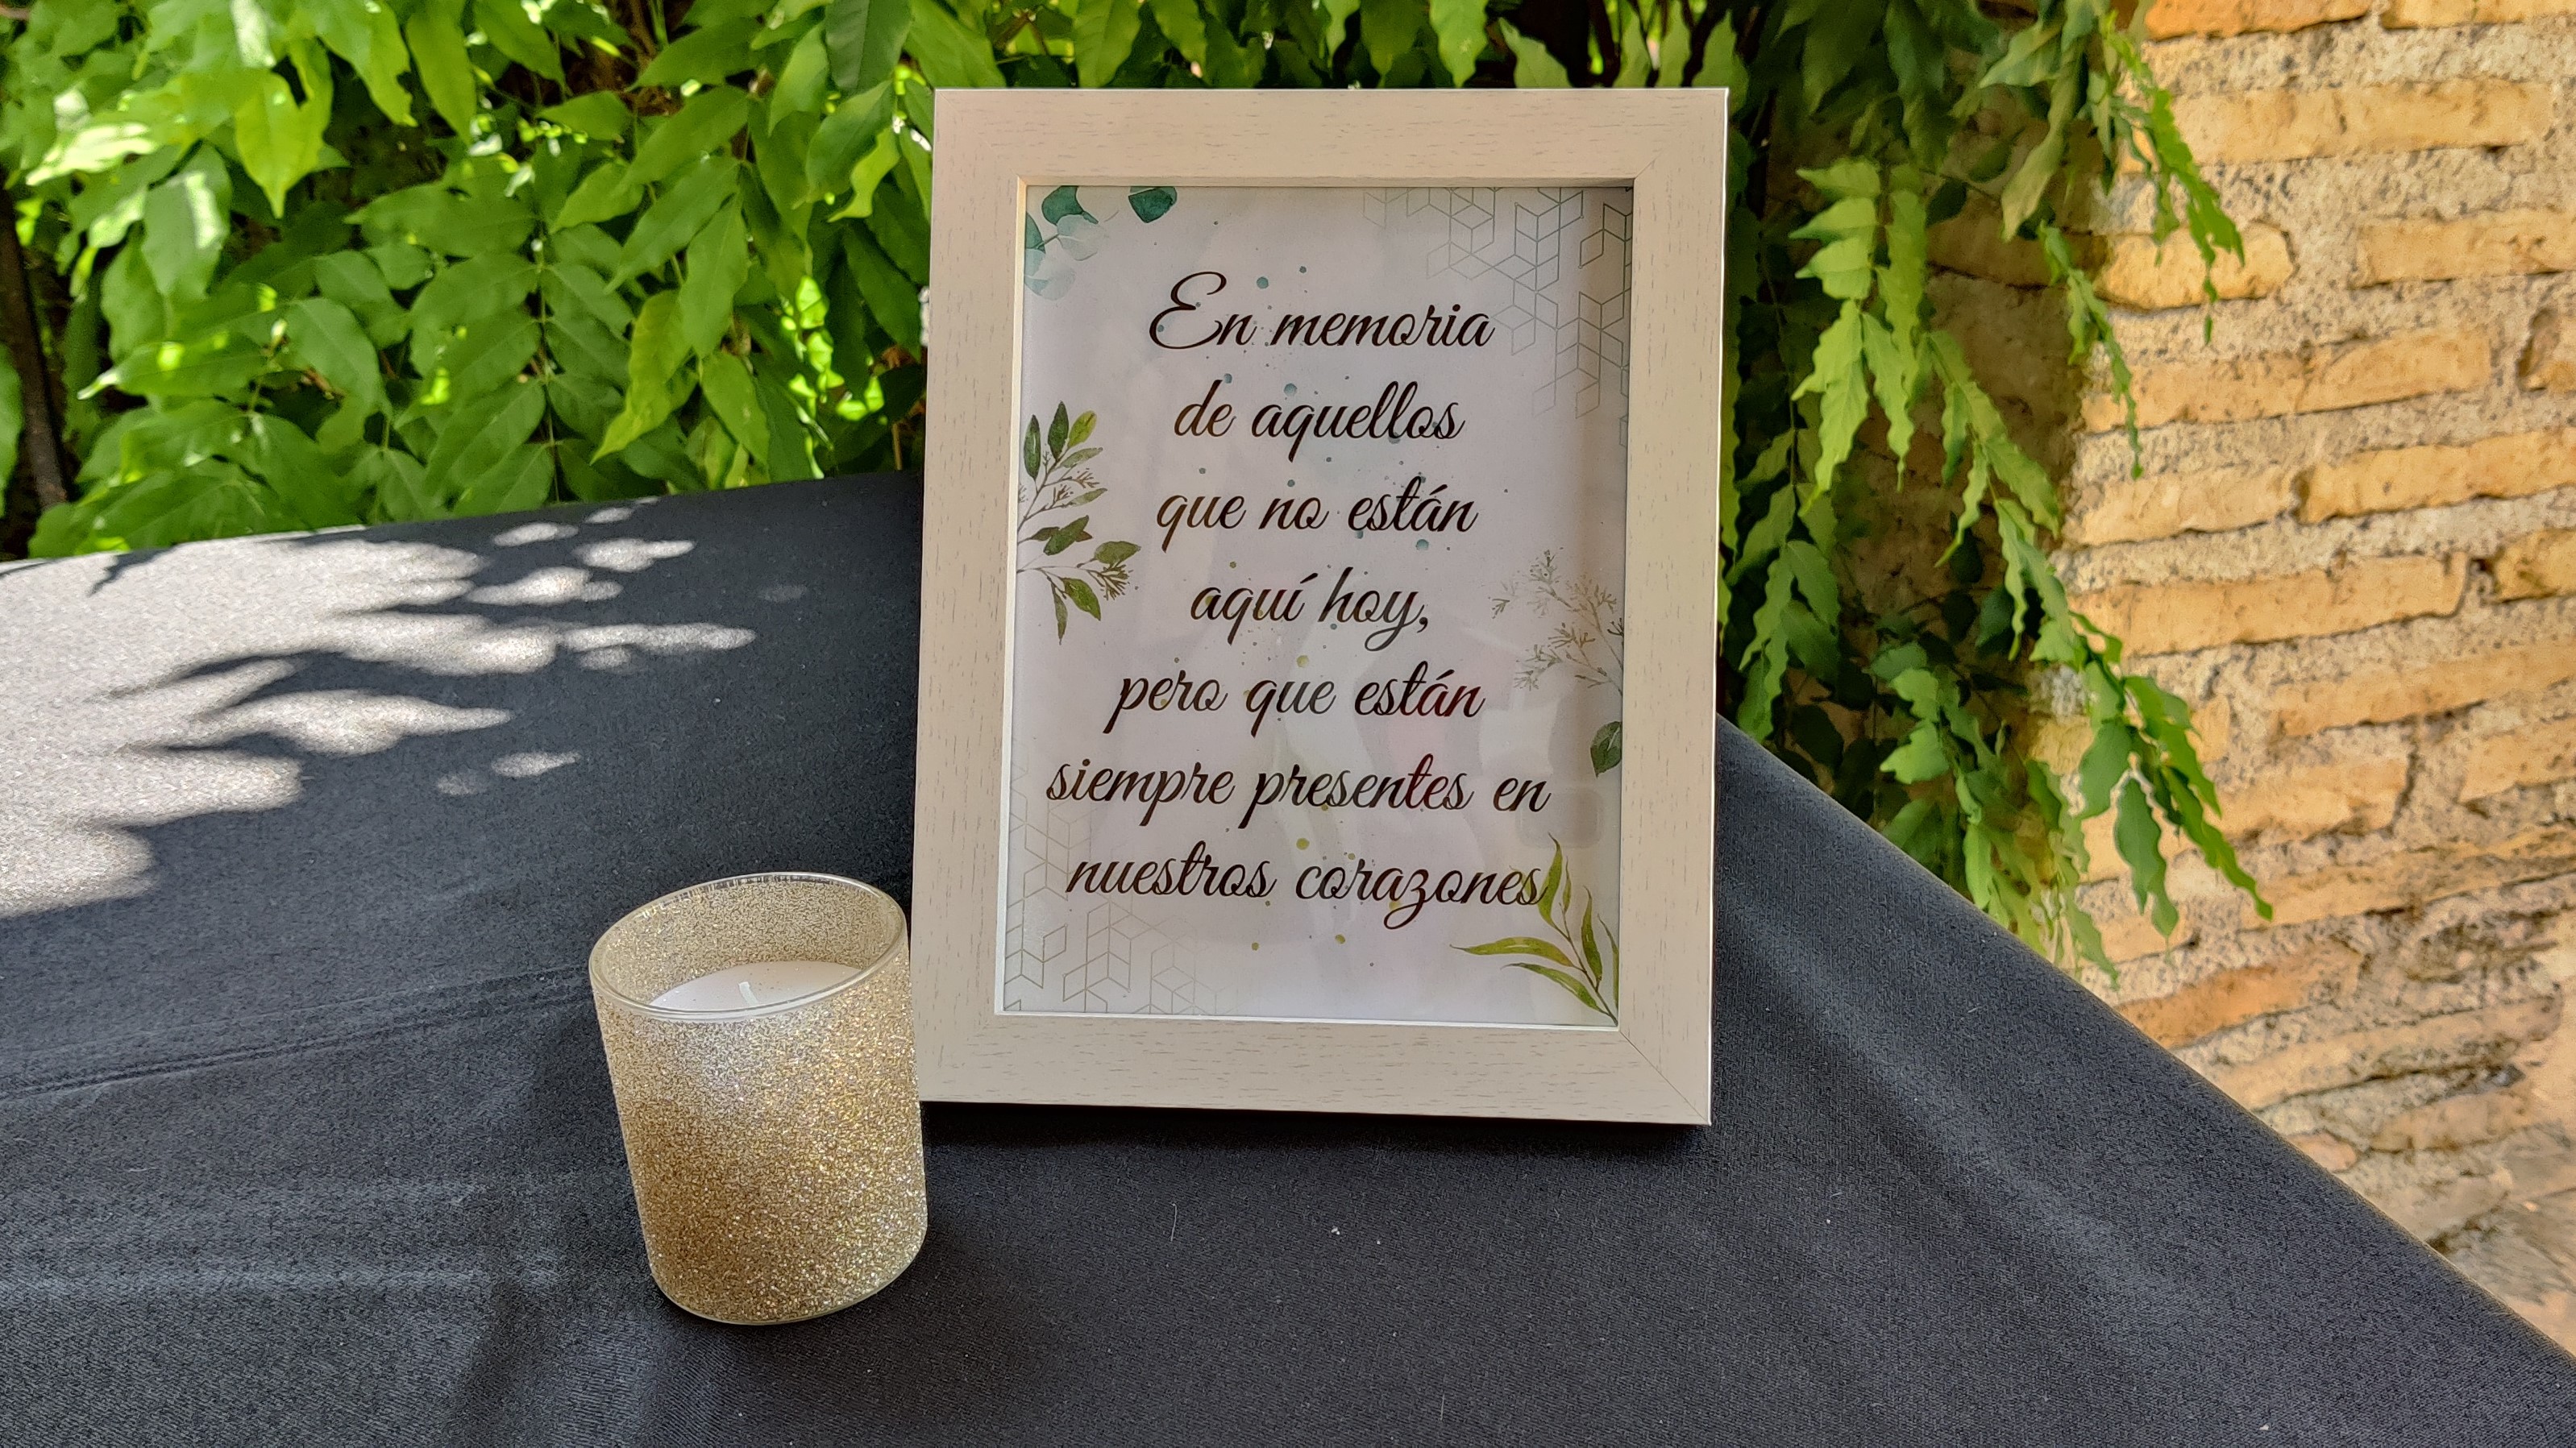 En memoria
de aquellos
que no están
aquí hoy,
pero que están
siempre presentes en
nuestros corazones